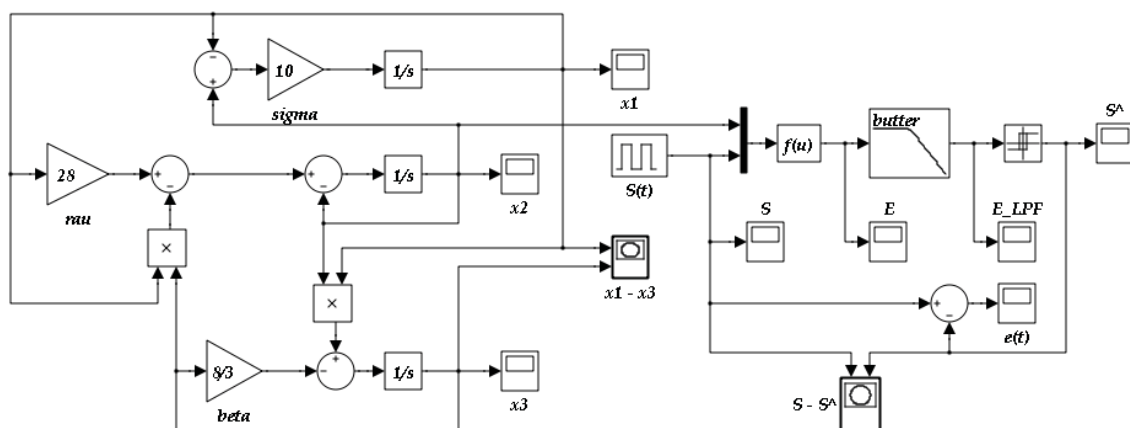 10
sigma
1/s
x1
28
rau
1/s
x2
×
×
x1 - x3
8/3
beta
1/s
x3
S(t)
f(u)
butter
S^
S
E
E_LPF
e(t)
S - S^